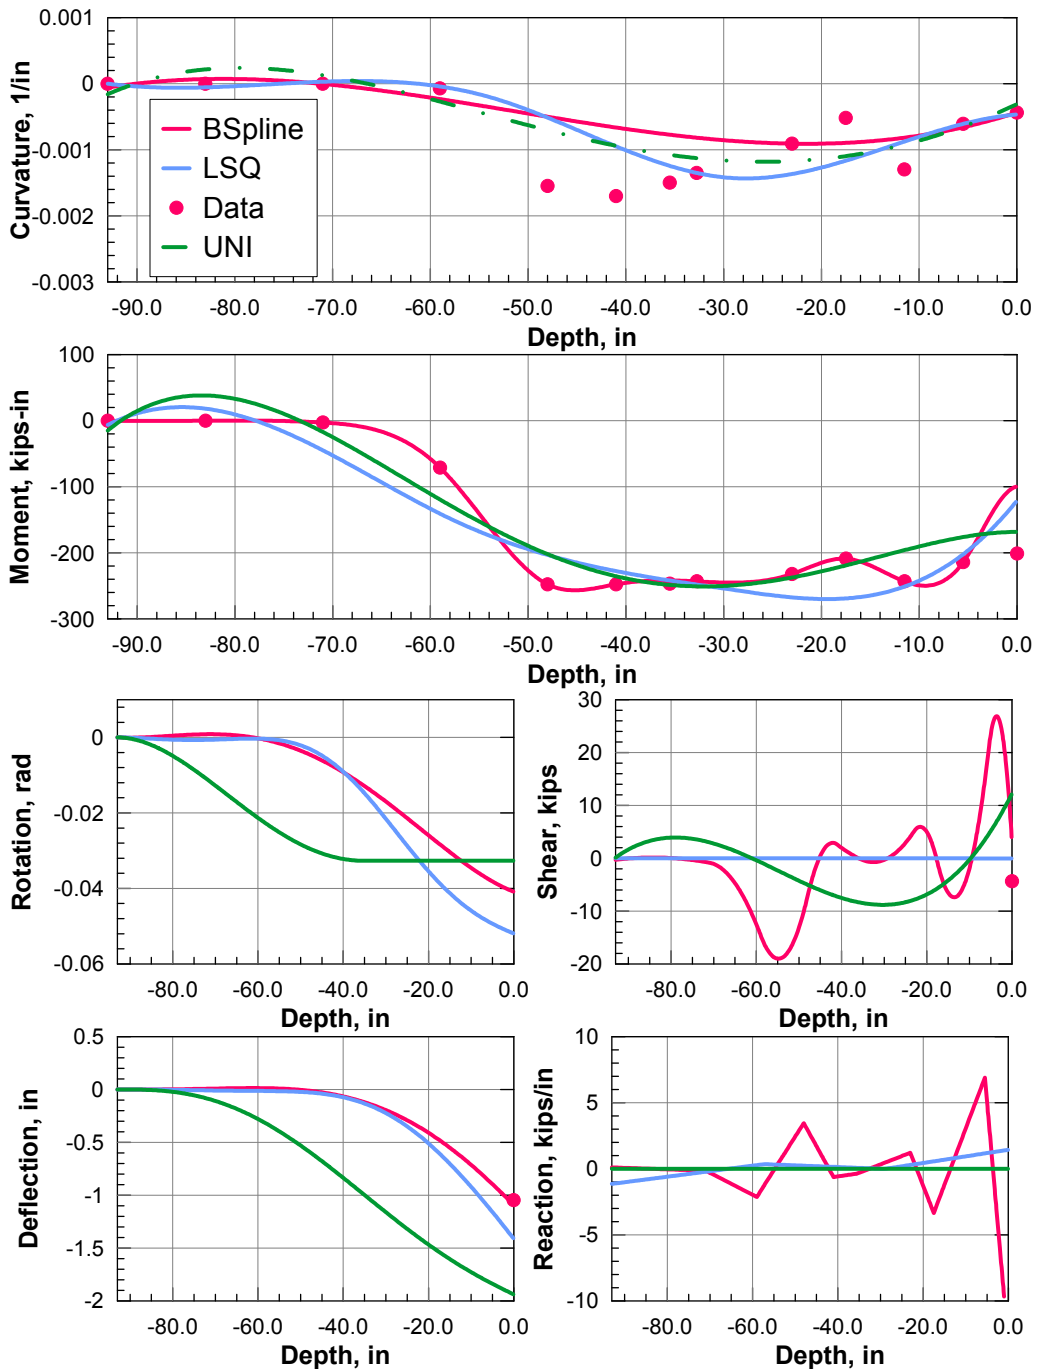 0.001
0
-0.001
-0.002
-0.003
Curvature, 1/in
BSpline
LSQ
Data
UNI
-90.0 -80.0 -70.0 -60.0 -50.0 -40.0 -30.0 -20.0 -10.0 0.0
Depth, in
100
0
-100
-200
-300
Moment, kips-in
-90.0 -80.0 -70.0 -60.0 -50.0 -40.0 -30.0 -20.0 -10.0 0.0
Depth, in
0
-0.02
-0.04
-0.06
Rotation, rad
-80.0 -60.0 -40.0 -20.0 0.0
Depth, in
30
20
10
0
-10
-20
Shear, kips
-80.0 -60.0 -40.0 -20.0 0.0
Depth, in
0.5
0
-0.5
-1
-1.5
-2
Deflection, in
-80.0 -60.0 -40.0 -20.0 0.0
Depth, in
10
5
0
-5
-10
Reaction, kips/in
-80.0 -60.0 -40.0 -20.0 0.0
Depth, in